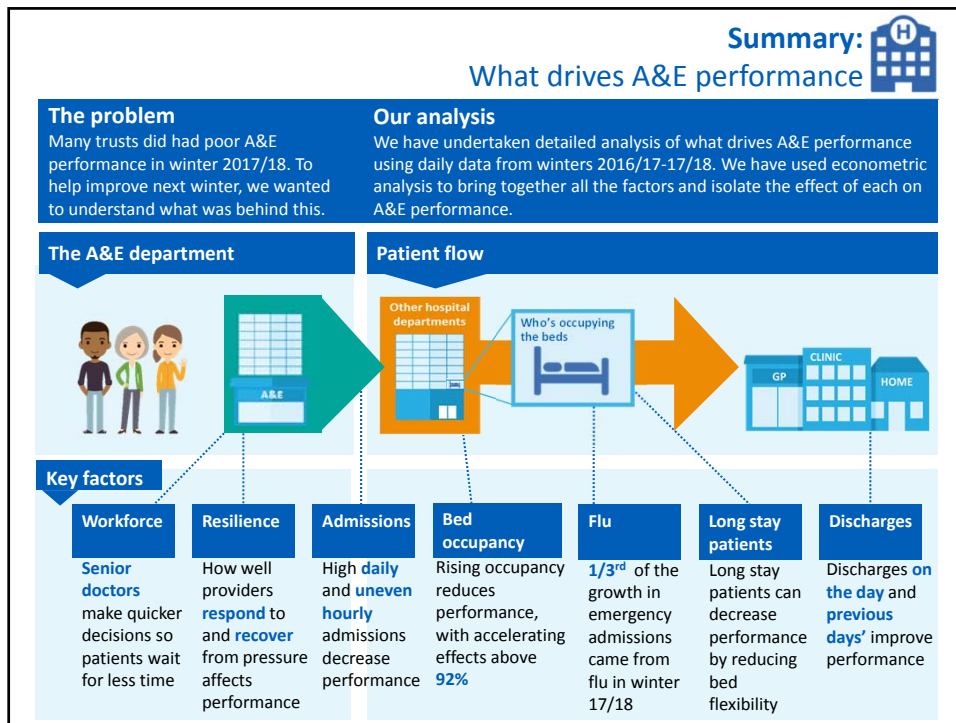 Summary:
What drives A&E performance
H
The problem
Many trusts did had poor A&E
performance in winter 2017/18. To
help improve next winter, we wanted
to understand what was behind this.
Our analysis
We have undertaken detailed analysis of what drives A&E performance
using daily data from winters 2016/17-17/18. We have used econometric
analysis to bring together all the factors and isolate the effect of each on
A&E performance.
The A&E department
Patient flow
A&E
Other hospital
departments
Who's occupying
the beds
GP
CLINIC
HOME
Key factors
Workforce
Senior
doctors
make quicker
decisions so
patients wait
for less time
Resilience
How well
providers
respond to
and recover
from pressure
affects
performance
Admissions
High daily
and uneven
hourly
admissions
decrease
performance
Bed
occupancy
Rising occupancy
reduces
performance,
with accelerating
effects above
92%
Flu
1/3rd of the
growth in
emergency
admissions
came from
flu in winter
17/18
Long stay
patients
Long stay
patients can
decrease
performance
by reducing
bed
flexibility
Discharges
Discharges on
the day and
previous
days' improve
performance